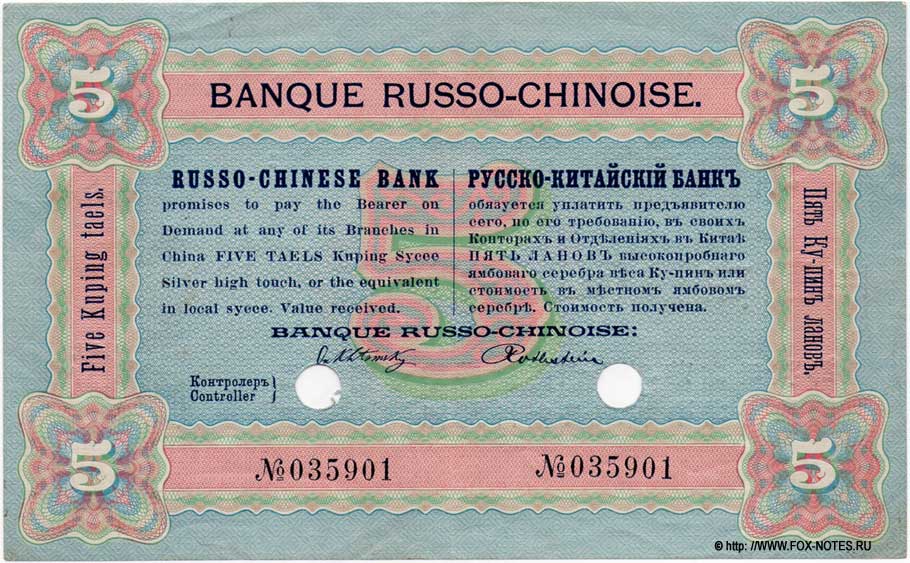 5
5
BANQUE RUSSO-CHINOISE.
RUSSO-CHINESE BANK
promises to pay the Bearer on
Demand at any of its Branches in
China FIVE TAELS Kuping Sycee
Silver high touch, or the equivalent
in local sycee. Value received.
РУССКО-КИТАЙСКІЙ БАНКЪ
обязуется уплатить предъявителю
сего, по его требованію, въ своихъ
Конторахъ и Отдѣленіяхъ въ Китаѣ
ПЯТЬ ЛАНОВЪ высокопробнаго
ямбоваго серебра вѣса Ку-пинъ или
стоимость въ мѣстномъ ямбовомъ
серебрѣ. Стоимость получена.
5
Five Kuping taels.
Пять Ку-пинъ лановъ.
BANQUE RUSSO-CHINOISE:
Контролеръ
Controller
№035901
№035901
5
5
© http: //WWW.FOX-NOTES.RU